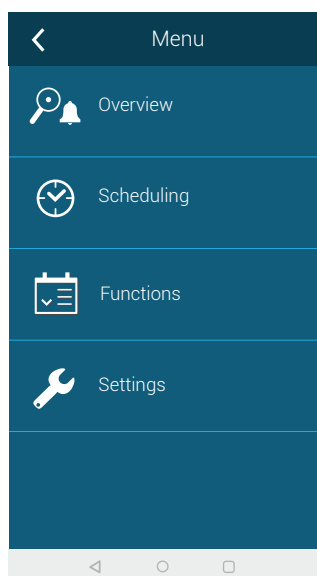 Menu
Overview
Scheduling
Functions
Settings